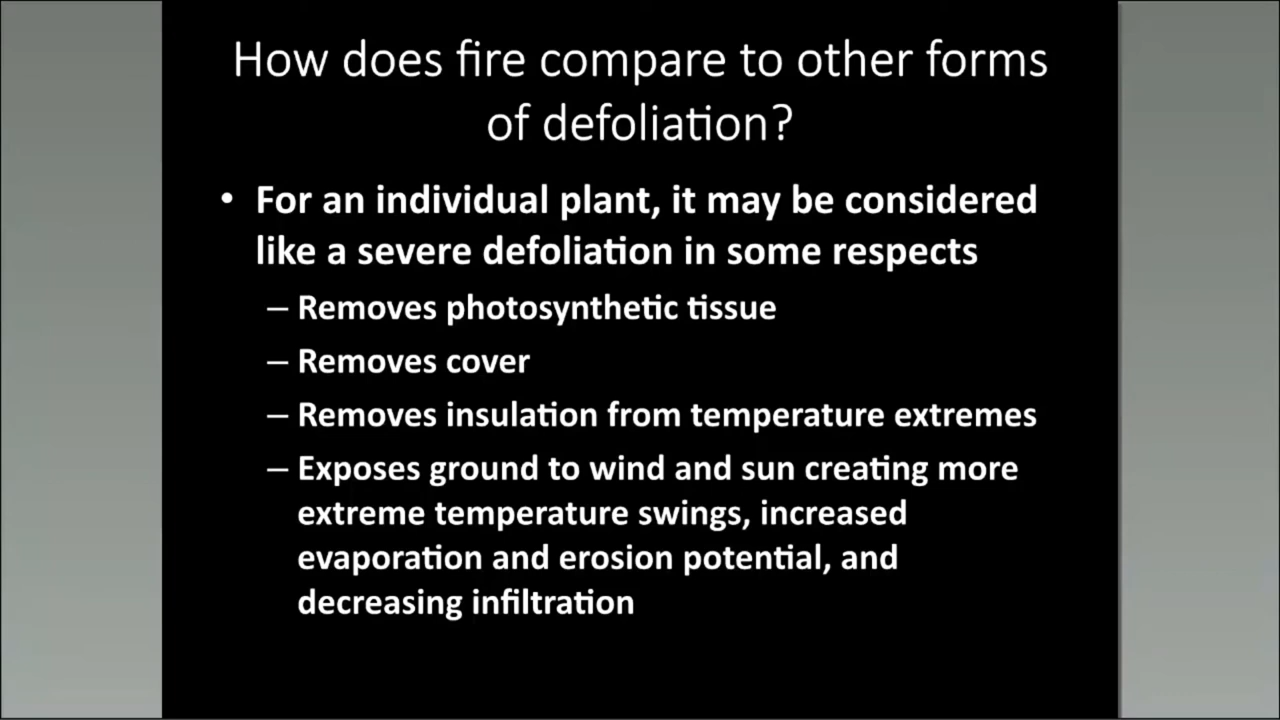 How does fire compare to other forms
of defoliation?
• For an individual plant, it may be considered
like a severe defoliation in some respects
– Removes photosynthetic tissue
– Removes cover
– Removes insulation from temperature extremes
– Exposes ground to wind and sun creating more
extreme temperature swings, increased
evaporation and erosion potential, and
decreasing infiltration